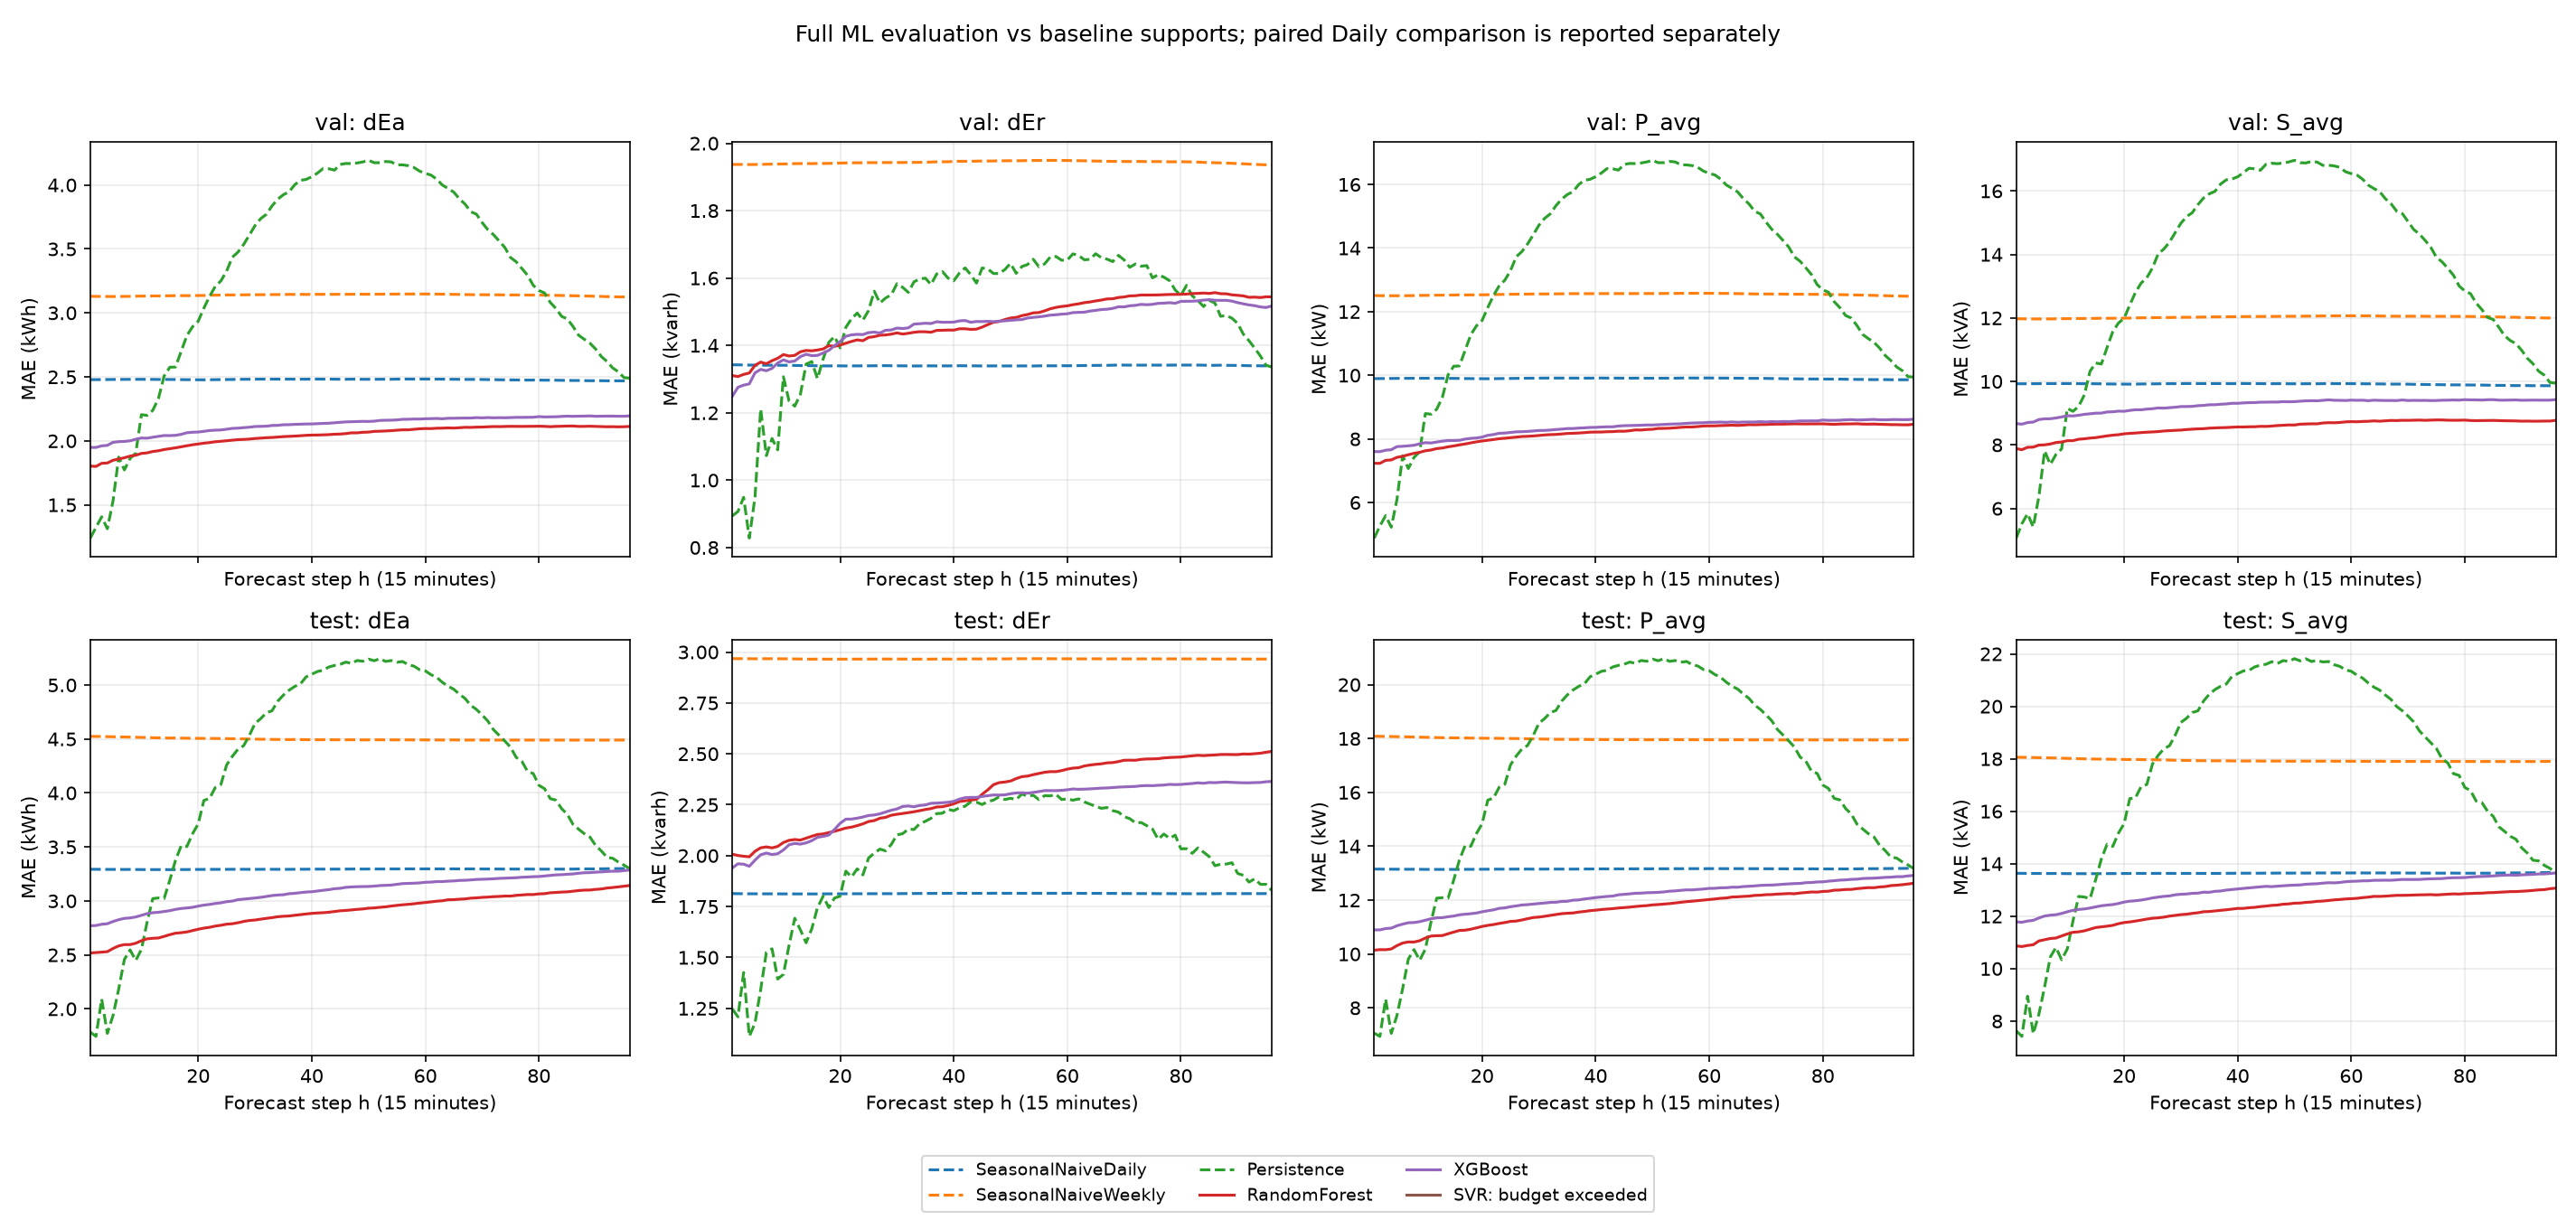 Full ML evaluation vs baseline supports; paired Daily comparison is reported separately
val: dEa
MAE (kWh)
4.0
3.5
3.0
2.5
2.0
1.5
Forecast step h (15 minutes)
val: dEr
MAE (kvarh)
2.0
1.8
1.6
1.4
1.2
1.0
0.8
Forecast step h (15 minutes)
val: P_avg
MAE (kW)
16
14
12
10
8
6
Forecast step h (15 minutes)
val: S_avg
MAE (kVA)
16
14
12
10
8
6
Forecast step h (15 minutes)
test: dEa
MAE (kWh)
5.0
4.5
4.0
3.5
3.0
2.5
2.0
20 40 60 80
Forecast step h (15 minutes)
test: dEr
MAE (kvarh)
3.00
2.75
2.50
2.25
2.00
1.75
1.50
1.25
20 40 60 80
Forecast step h (15 minutes)
test: P_avg
MAE (kW)
20
18
16
14
12
10
8
20 40 60 80
Forecast step h (15 minutes)
test: S_avg
MAE (kVA)
22
20
18
16
14
12
10
8
20 40 60 80
Forecast step h (15 minutes)
SeasonalNaiveDaily
SeasonalNaiveWeekly
Persistence
RandomForest
XGBoost
SVR: budget exceeded